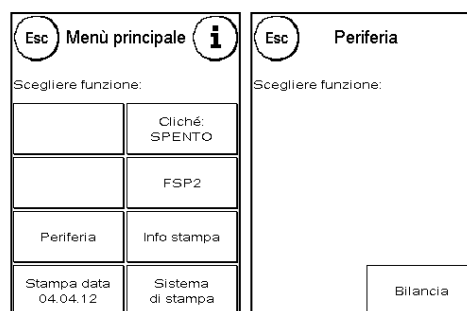 Esc Menù principale i
Scegliere funzione:
Cliché:
SPENTO
FSP2
Periferia
Info stampa
Stampa data
04.04.12
Sistema
di stampa
Esc Periferia
Scegliere funzione:
Bilancia